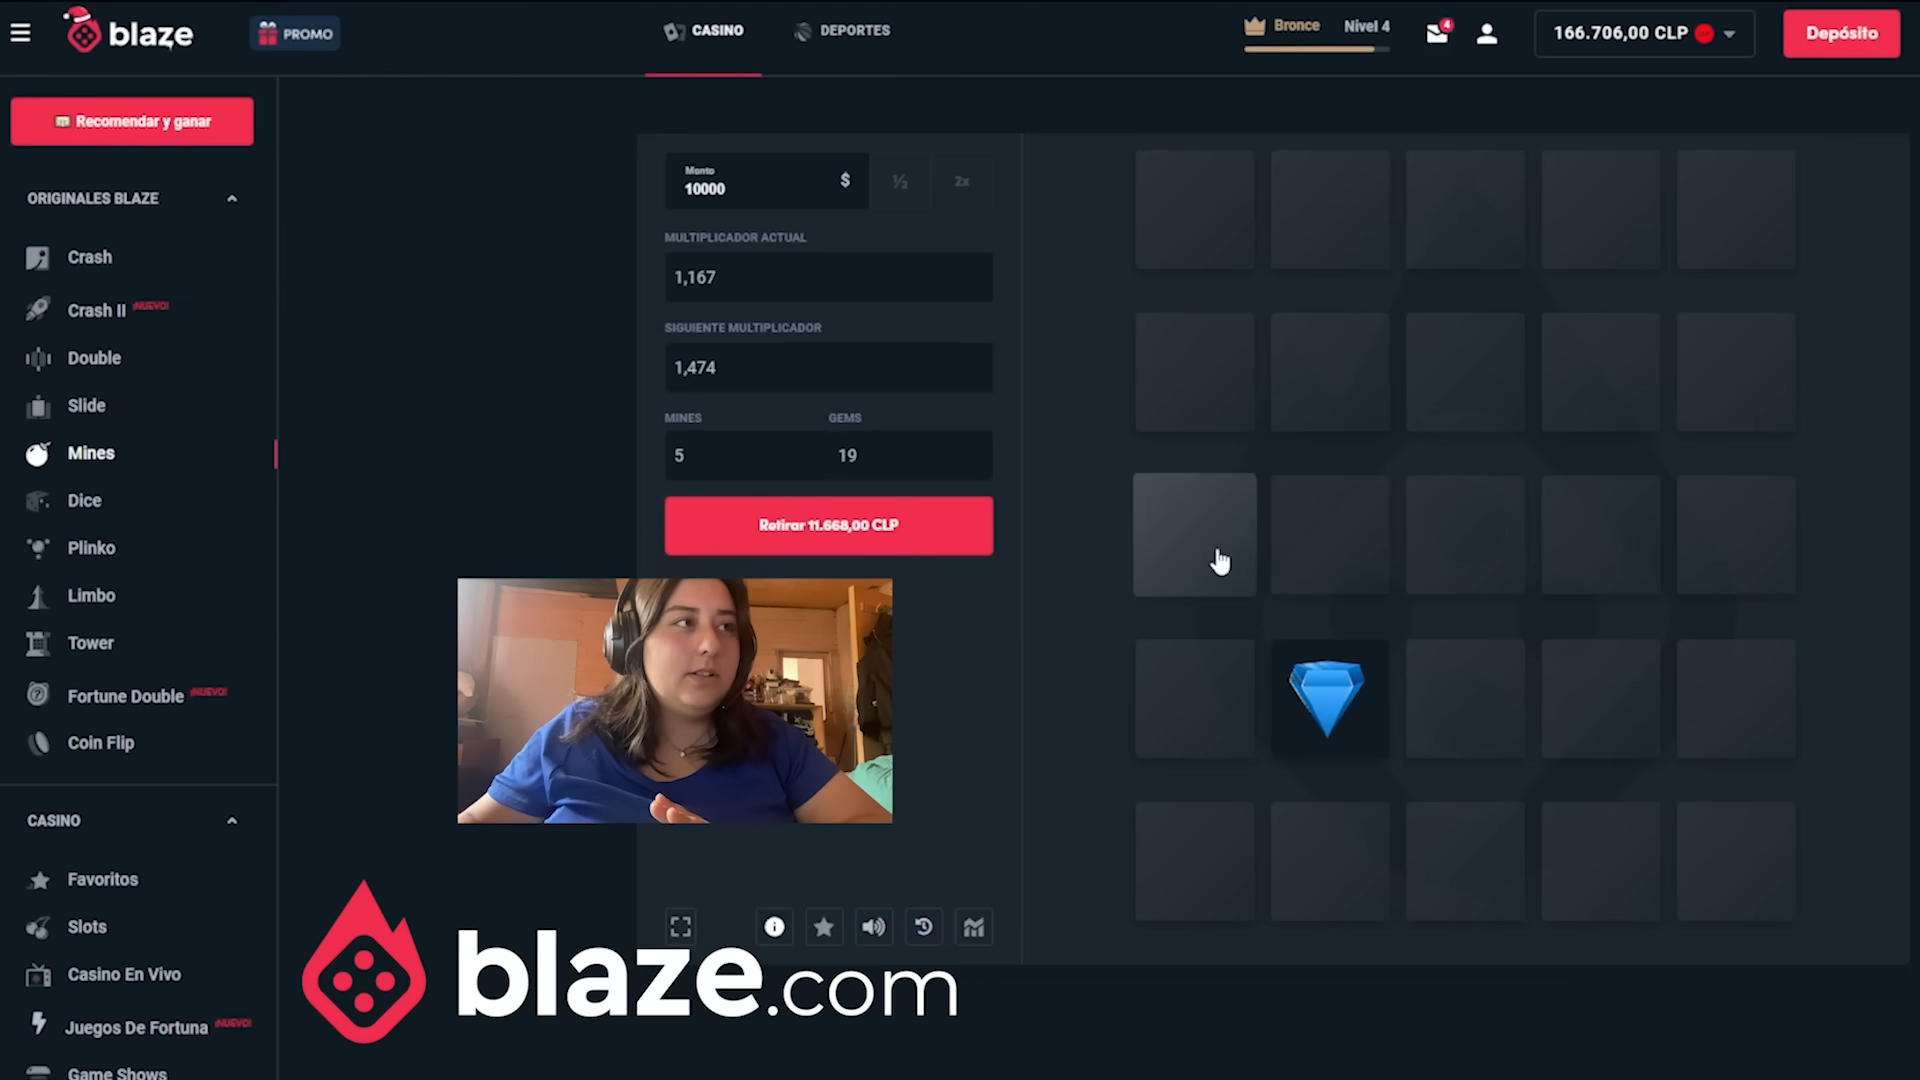 blaze
PROMO
CASINO
DEPORTES
Bronce
Nivel 4
4
166.706,00 CLP
Depósito
Recomendar y ganar
ORIGINALES BLAZE
Crash
Crash II ¡NUEVO!
Double
Slide
Mines
Dice
Plinko
Limbo
Tower
Fortune Double ¡NUEVO!
Coin Flip
CASINO
Favoritos
Slots
Casino En Vivo
Juegos De Fortuna ¡NUEVO!
Game Shows
Monto
10000
$
½
2x
MULTIPLICADOR ACTUAL
1,167
SIGUIENTE MULTIPLICADOR
1,474
MINES
GEMS
5
19
Retirar 11.668,00 CLP
blaze.com